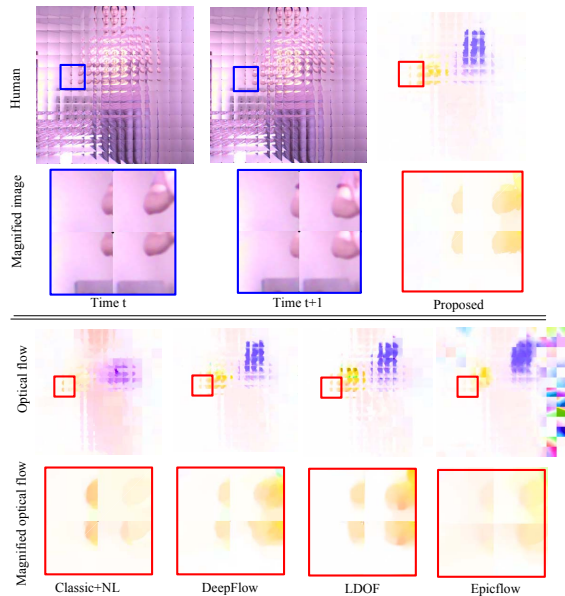 Human
Magnified image
Time t
Time t+1
Proposed
Optical flow
Magnified optical flow
Classic+NL
DeepFlow
LDOF
Epicflow